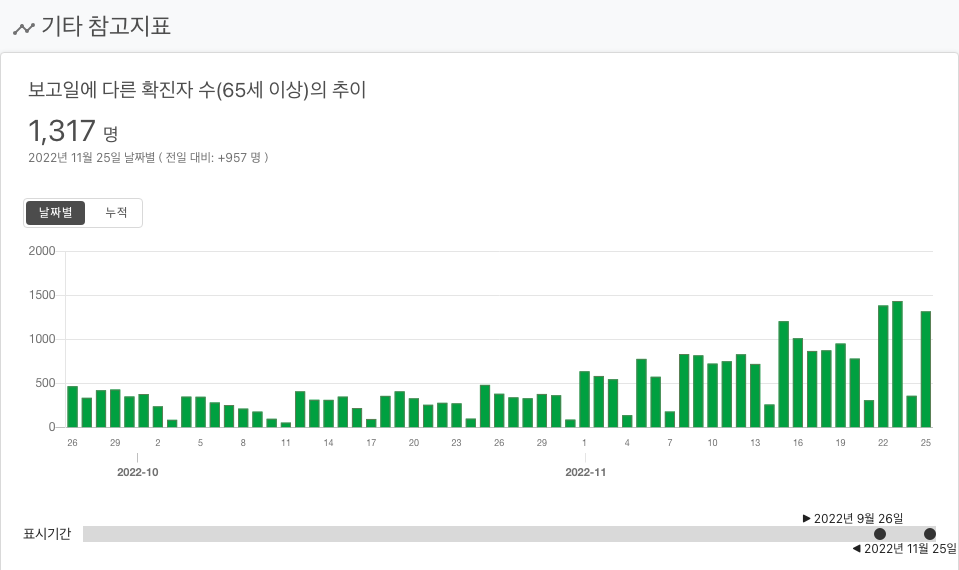 기타 참고지표
보고일에 다른 확진자 수(65세 이상)의 추이
1,317 명
2022년 11월 25일 날짜별 ( 전일 대비: +957 명 )
날짜별 누적
2000
1500
1000
500
0
26 29 2 5 8 11 14 17 20 23 26 29 1 4 7 10 13 16 19 22 25
2022-10 2022-11
▶ 2022년 9월 26일
표시기간
◀ 2022년 11월 25일